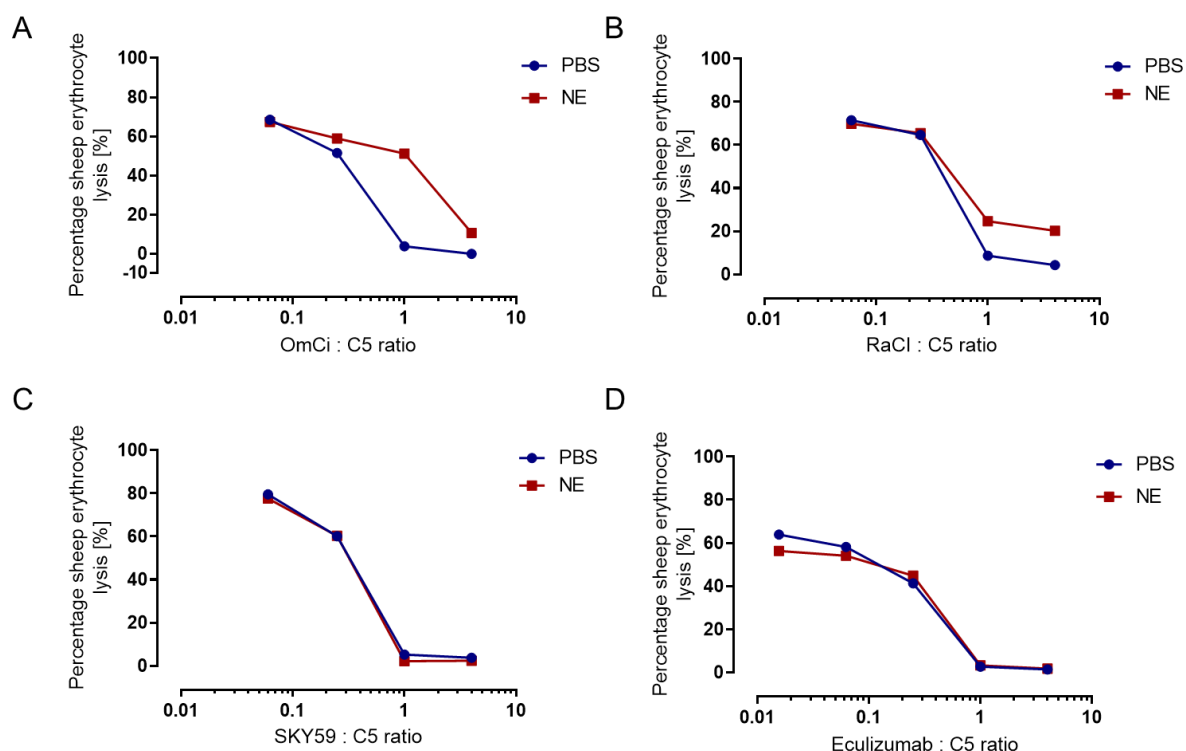 A
Percentage sheep erythrocyte
lysis [%]
100
80
60
40
20
0
-10
0.01
0.1
1
10
OmCi : C5 ratio
PBS
NE
B
Percentage sheep erythrocyte
lysis [%]
100
80
60
40
20
0
0.01
0.1
1
10
RaCI : C5 ratio
PBS
NE
C
Percentage sheep erythrocyte
lysis [%]
100
80
60
40
20
0
0.01
0.1
1
10
SKY59 : C5 ratio
PBS
NE
D
Percentage sheep erythrocyte
lysis [%]
100
80
60
40
20
0
0.01
0.1
1
10
Eculizumab : C5 ratio
PBS
NE